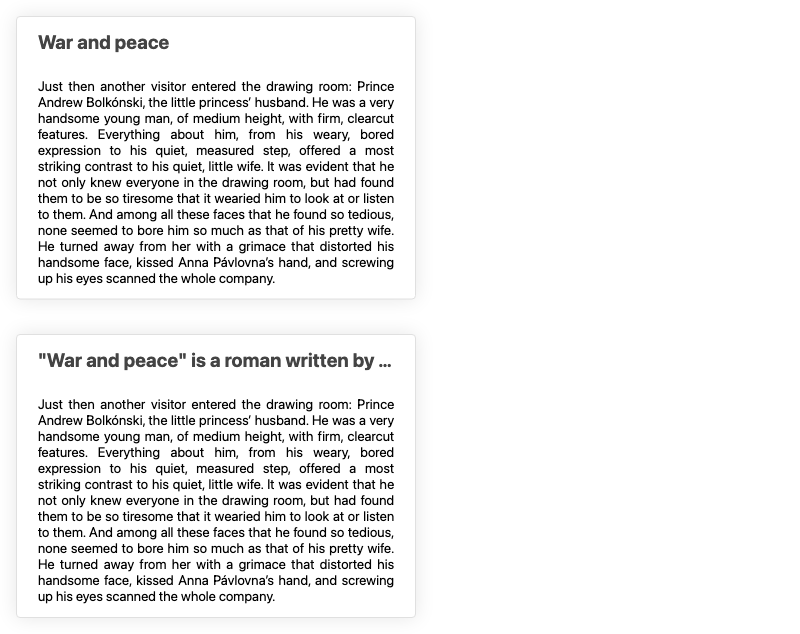 War and peace
Just then another visitor entered the drawing room: Prince
Andrew Bolkónski, the little princess’ husband. He was a very
handsome young man, of medium height, with firm, clearcut
features. Everything about him, from his weary, bored
expression to his quiet, measured step, offered a most
striking contrast to his quiet, little wife. It was evident that he
not only knew everyone in the drawing room, but had found
them to be so tiresome that it wearied him to look at or listen
to them. And among all these faces that he found so tedious,
none seemed to bore him so much as that of his pretty wife.
He turned away from her with a grimace that distorted his
handsome face, kissed Anna Pávlovna’s hand, and screwing
up his eyes scanned the whole company.
"War and peace" is a roman written by ...
Just then another visitor entered the drawing room: Prince
Andrew Bolkónski, the little princess’ husband. He was a very
handsome young man, of medium height, with firm, clearcut
features. Everything about him, from his weary, bored
expression to his quiet, measured step, offered a most
striking contrast to his quiet, little wife. It was evident that he
not only knew everyone in the drawing room, but had found
them to be so tiresome that it wearied him to look at or listen
to them. And among all these faces that he found so tedious,
none seemed to bore him so much as that of his pretty wife.
He turned away from her with a grimace that distorted his
handsome face, kissed Anna Pávlovna’s hand, and screwing
up his eyes scanned the whole company.